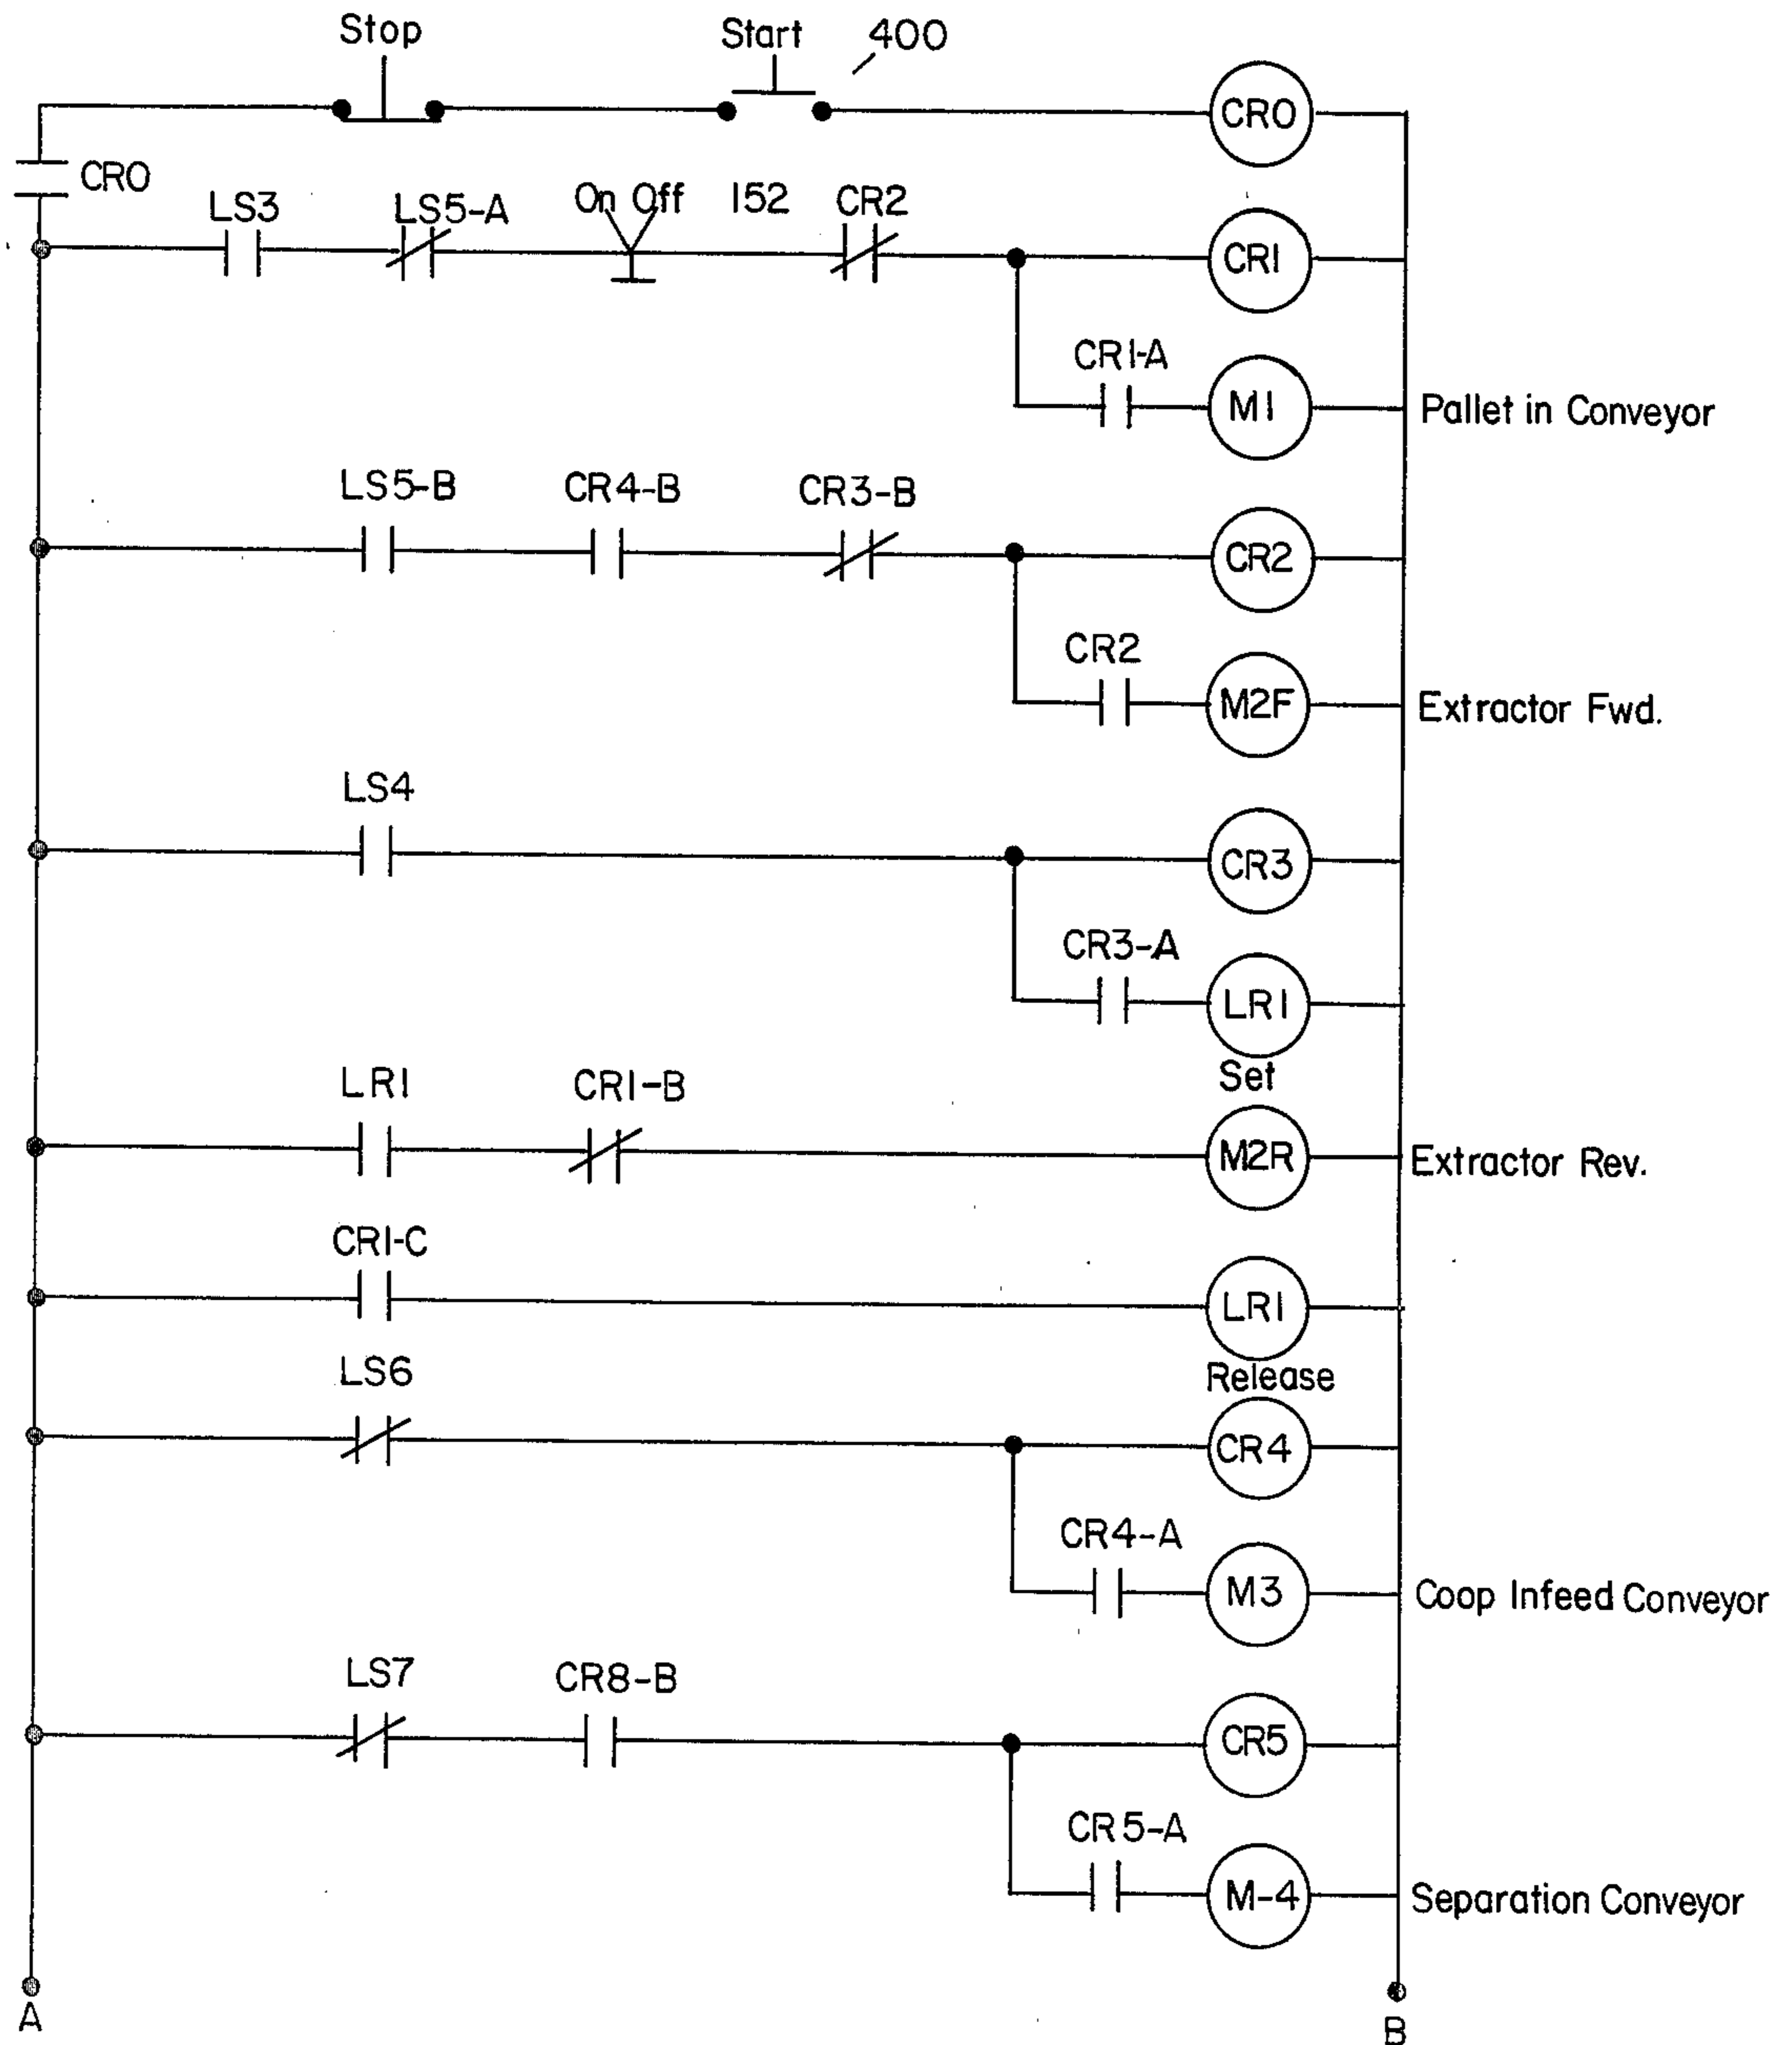 Stop Start 400
CR0
CR0
LS3 LS5-A On Off 152 CR2
CR1
CR1-A
M1 Pallet in Conveyor
LS5-B CR4-B CR3-B
CR2
CR2
M2F Extractor Fwd.
LS4
CR3
CR3-A
LR1
Set
LR1 CR1-B
M2R Extractor Rev.
CR1-C
LR1
Release
LS6
CR4
CR4-A
M3 Coop Infeed Conveyor
LS7 CR8-B
CR5
CR5-A
M-4 Separation Conveyor
A B